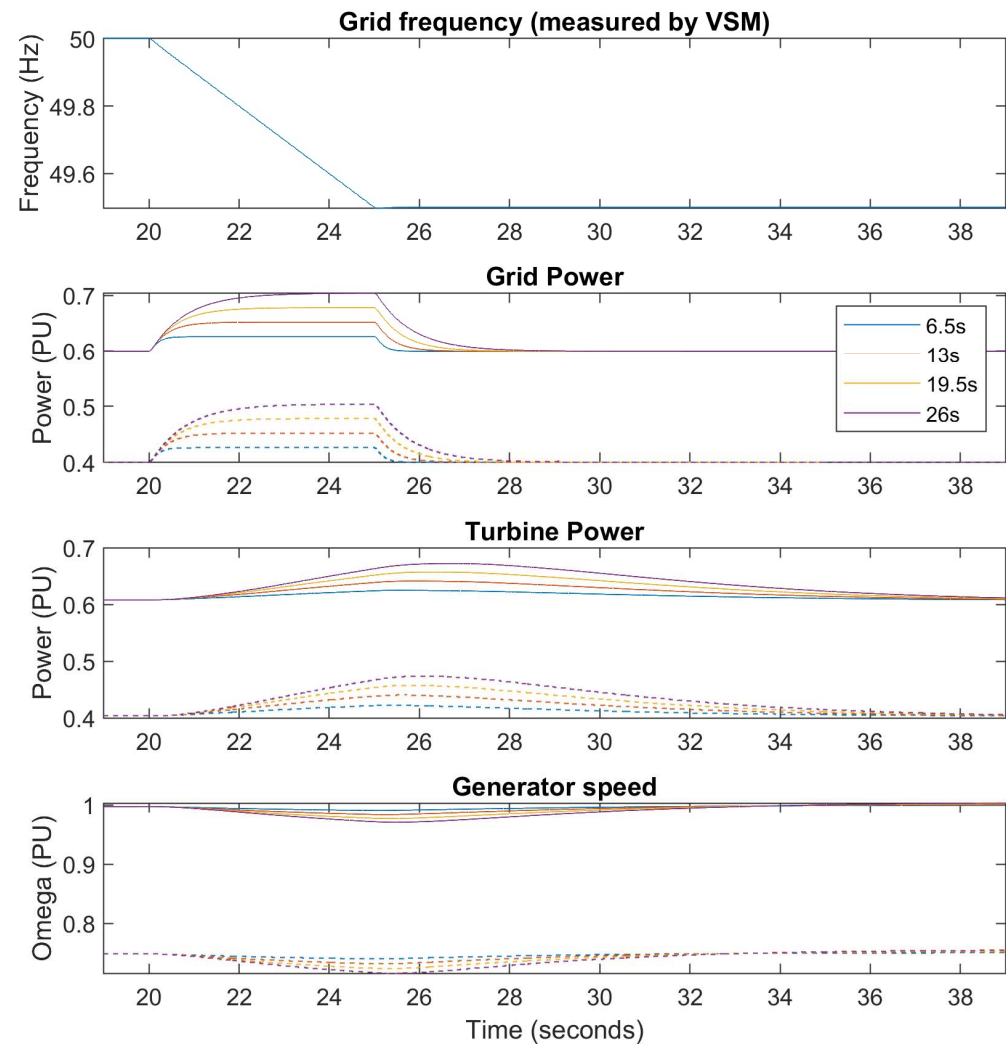 Grid frequency (measured by VSM)
Frequency (Hz)
50
49.8
49.6
20 22 24 26 28 30 32 34 36 38
Grid Power
Power (PU)
0.7
0.6
0.5
0.4
6.5s
13s
19.5s
26s
20 22 24 26 28 30 32 34 36 38
Turbine Power
Power (PU)
0.7
0.6
0.5
0.4
20 22 24 26 28 30 32 34 36 38
Generator speed
Omega (PU)
1
0.9
0.8
20 22 24 26 28 30 32 34 36 38
Time (seconds)